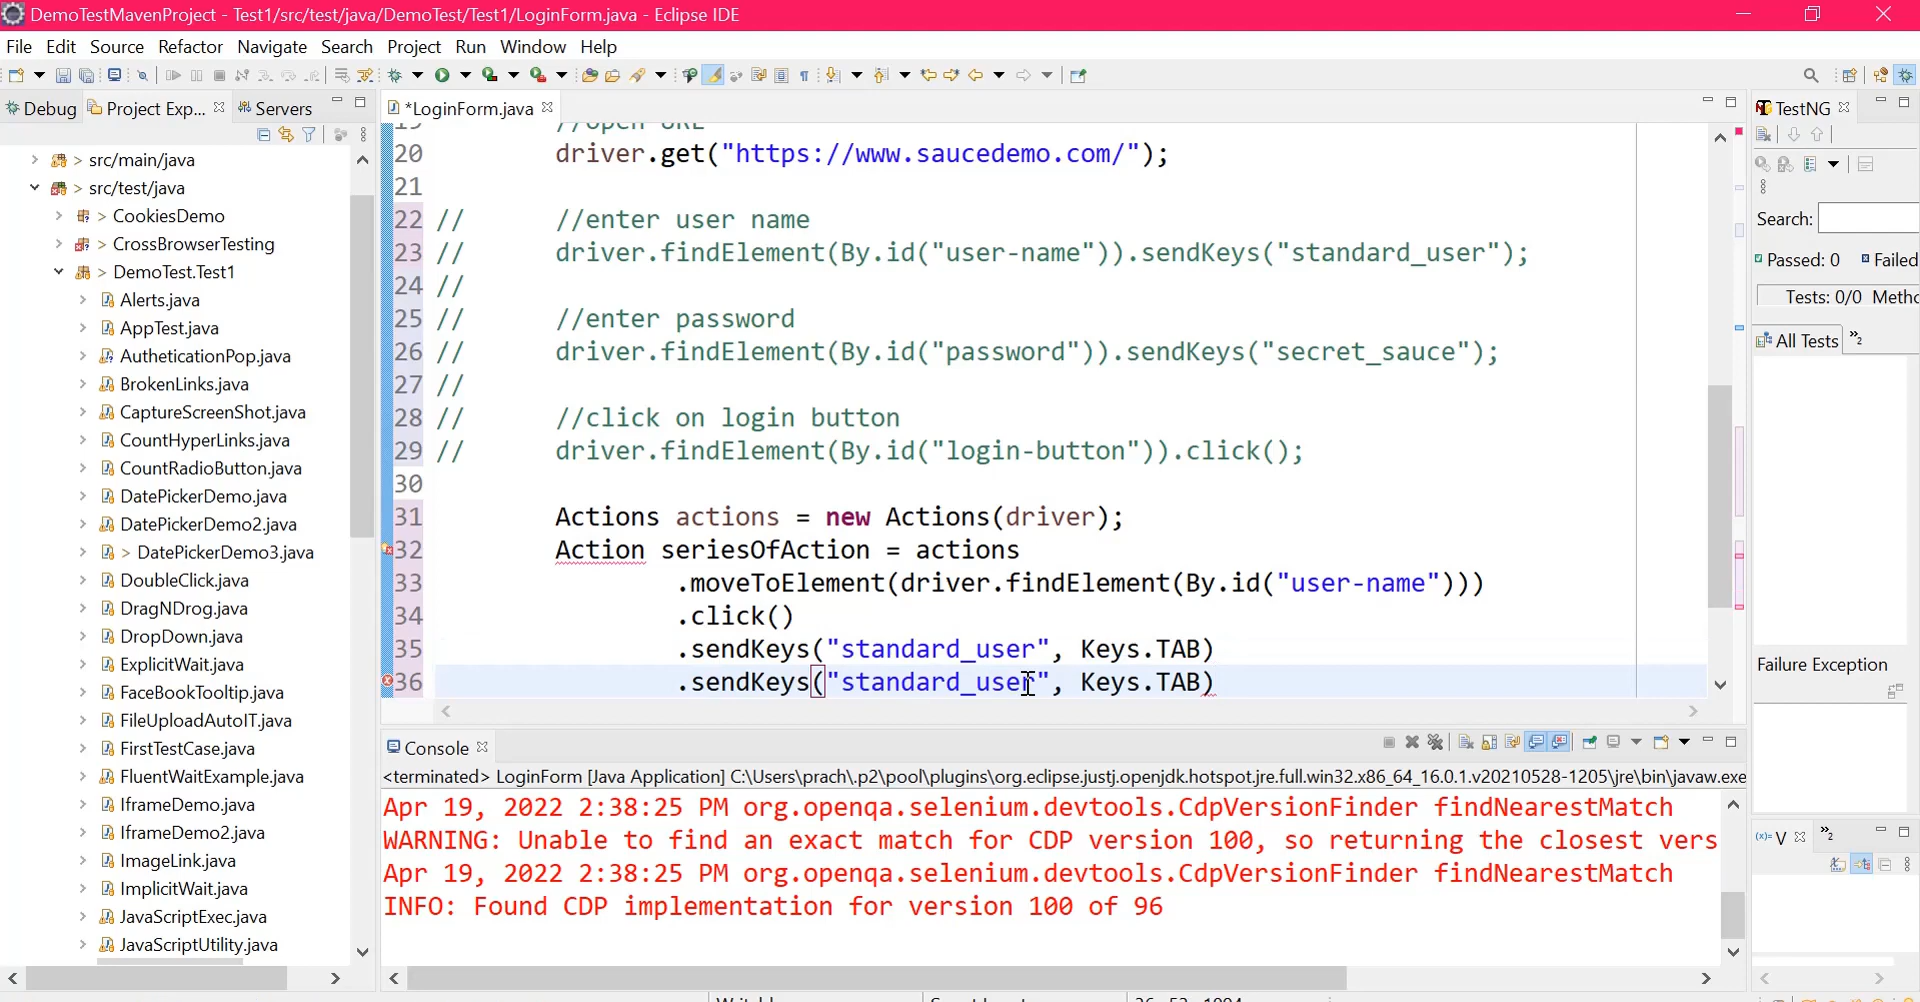 DemoTestMavenProject - Test1/src/test/java/DemoTest/Test1/LoginForm.java - Eclipse IDE
File Edit Source Refactor Navigate Search Project Run Window Help
Debug Project Exp... Servers
*LoginForm.java
TestNG
> src/main/java
> src/test/java
> CookiesDemo
> CrossBrowserTesting
> DemoTest.Test1
Alerts.java
AppTest.java
AutheticationPop.java
BrokenLinks.java
CaptureScreenShot.java
CountHyperLinks.java
CountRadioButton.java
DatePickerDemo.java
DatePickerDemo2.java
> DatePickerDemo3.java
DoubleClick.java
DragNDrog.java
DropDown.java
ExplicitWait.java
FaceBookTooltip.java
FileUploadAutoIT.java
FirstTestCase.java
FluentWaitExample.java
IframeDemo.java
IframeDemo2.java
ImageLink.java
ImplicitWait.java
JavaScriptExec.java
JavaScriptUtility.java
19 //open URL
20 driver.get("https://www.saucedemo.com/");
21
22 // //enter user name
23 // driver.findElement(By.id("user-name")).sendKeys("standard_user");
24 //
25 // //enter password
26 // driver.findElement(By.id("password")).sendKeys("secret_sauce");
27 //
28 // //click on login button
29 // driver.findElement(By.id("login-button")).click();
30
31 Actions actions = new Actions(driver);
32 Action seriesOfAction = actions
33 .moveToElement(driver.findElement(By.id("user-name")))
34 .click()
35 .sendKeys("standard_user", Keys.TAB)
36 .sendKeys("standard_user", Keys.TAB)
Search:
Passed: 0 Failed
Tests: 0/0 Metho
All Tests »2
Failure Exception
Console
<terminated> LoginForm [Java Application] C:\Users\prach\.p2\pool\plugins\org.eclipse.justj.openjdk.hotspot.jre.full.win32.x86_64_16.0.1.v20210528-1205\jre\bin\javaw.exe
Apr 19, 2022 2:38:25 PM org.openqa.selenium.devtools.CdpVersionFinder findNearestMatch
WARNING: Unable to find an exact match for CDP version 100, so returning the closest vers
Apr 19, 2022 2:38:25 PM org.openqa.selenium.devtools.CdpVersionFinder findNearestMatch
INFO: Found CDP implementation for version 100 of 96
(x)= V »2